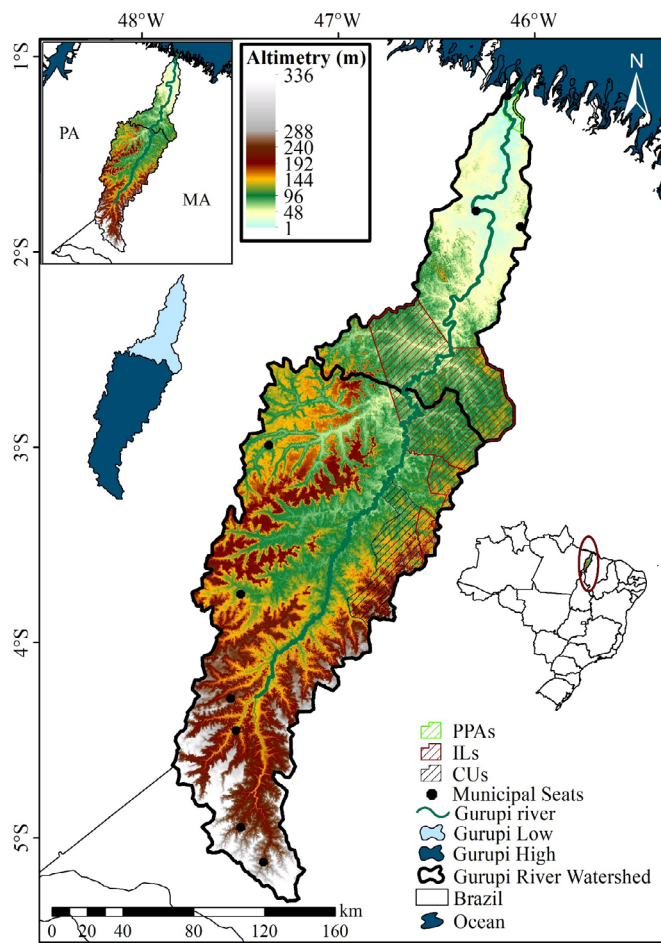 48°W
47°W
46°W
1°S
2°S
3°S
4°S
5°S
PA
MA
Altimetry (m)
336
288
240
192
144
96
48
1
N
PPAs
ILs
CUs
Municipal Seats
Gurupi river
Gurupi Low
Gurupi High
Gurupi River Watershed
Brazil
Ocean
km
0 20 40 80 120 160